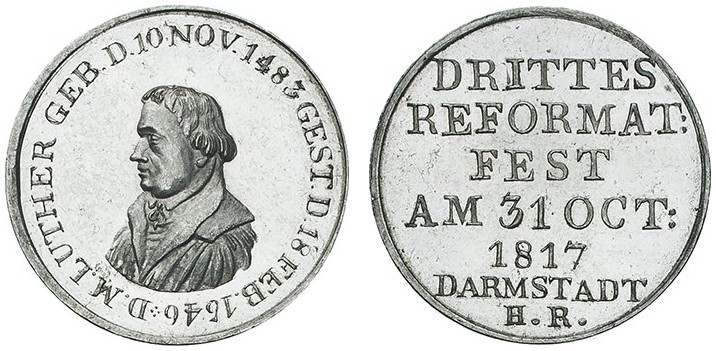 D. M. LUTHER GEB. D. 10 NOV. 1483 GEST. D. 18 FEB. 1546.
DRITTES
REFORMAT:
FEST
AM 31 OCT:
1817
DARMSTADT
H. R.